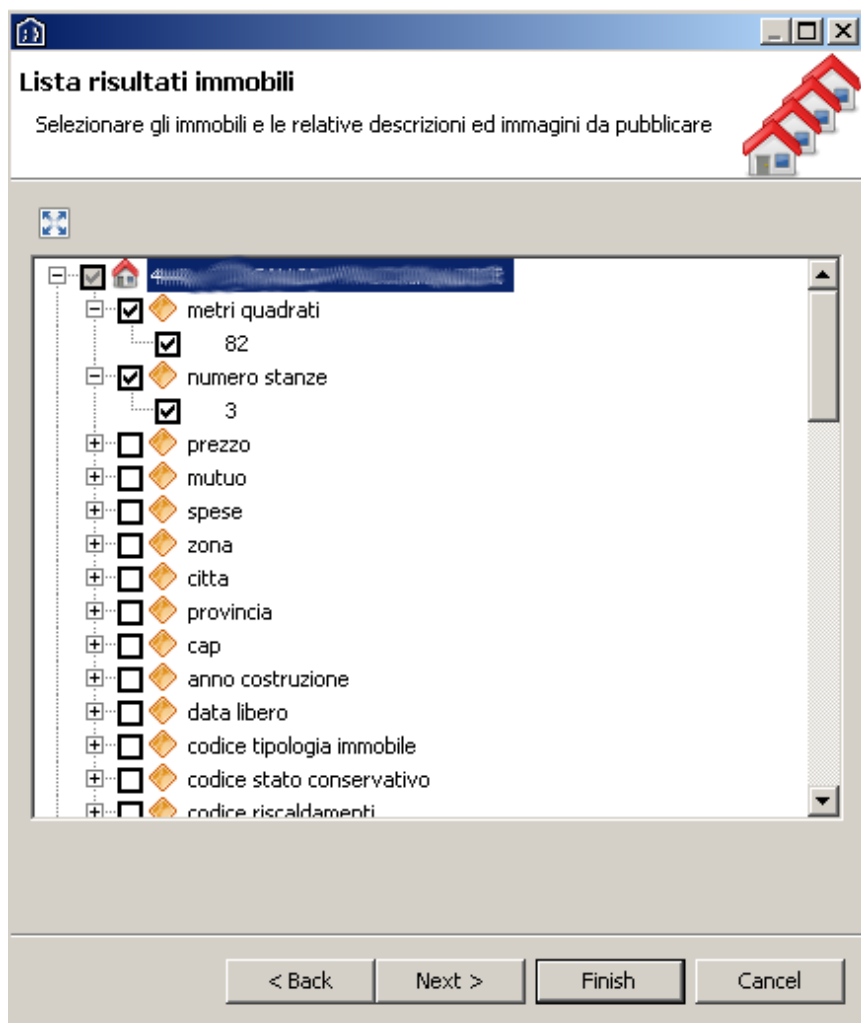 Lista risultati immobili
Selezionare gli immobili e le relative descrizioni ed immagini da pubblicare
metri quadrati
82
numero stanze
3
prezzo
mutuo
spese
zona
citta
provincia
cap
anno costruzione
data libero
codice tipologia immobile
codice stato conservativo
codice riscaldamenti
< Back Next > Finish Cancel